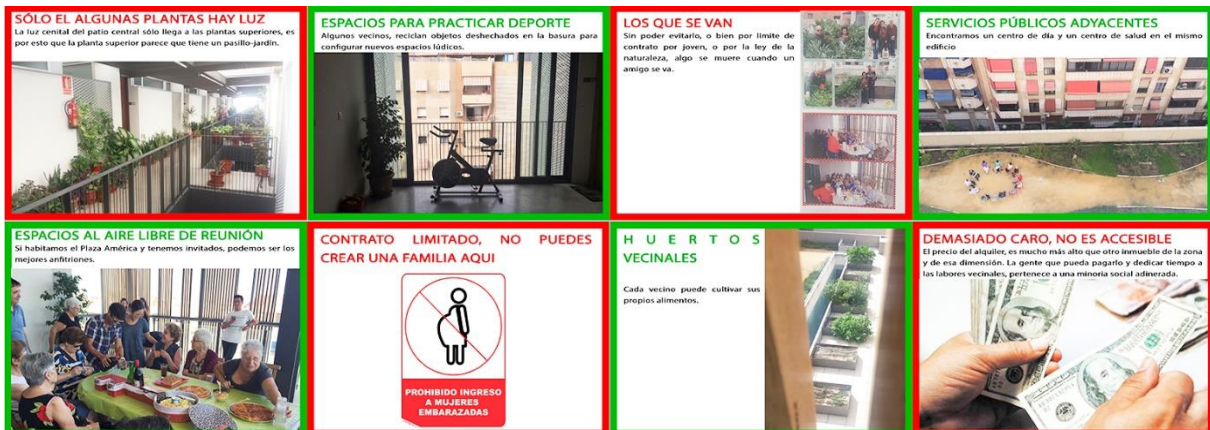 SÓLO EL ALGUNAS PLANTAS HAY LUZ
La luz cenital del patio central sólo llega a las plantas superiores, es
por esto que la planta superior parece que tiene un pasillo-jardín.
ESPACIOS PARA PRACTICAR DEPORTE
Algunos vecinos, reciclan objetos deshechados en la basura para
configurar nuevos espacios lúdicos.
LOS QUE SE VAN
Sin poder evitarlo, o bien por límite de
contrato por joven, o por la ley de la
naturaleza, algo se muere cuando un
amigo se va.
SERVICIOS PÚBLICOS ADYACENTES
Encontramos un centro de día y un centro de salud en el mismo
edificio
ESPACIOS AL AIRE LIBRE DE REUNIÓN
Si habitamos el Plaza América y tenemos invitados, podemos ser los
mejores anfitriones.
CONTRATO LIMITADO, NO PUEDES
CREAR UNA FAMILIA AQUI
PROHIBIDO INGRESO
A MUJERES
EMBARAZADAS
HUERTOS
VECINALES
Cada vecino puede cultivar sus
propios alimentos.
DEMASIADO CARO, NO ES ACCESIBLE
El precio del alquiler, es mucho más alto que otro inmueble de la zona
y de esa dimensión. La gente que pueda pagarlo y dedicar tiempo a
las labores vecinales, pertenece a una minoria social adinerada.